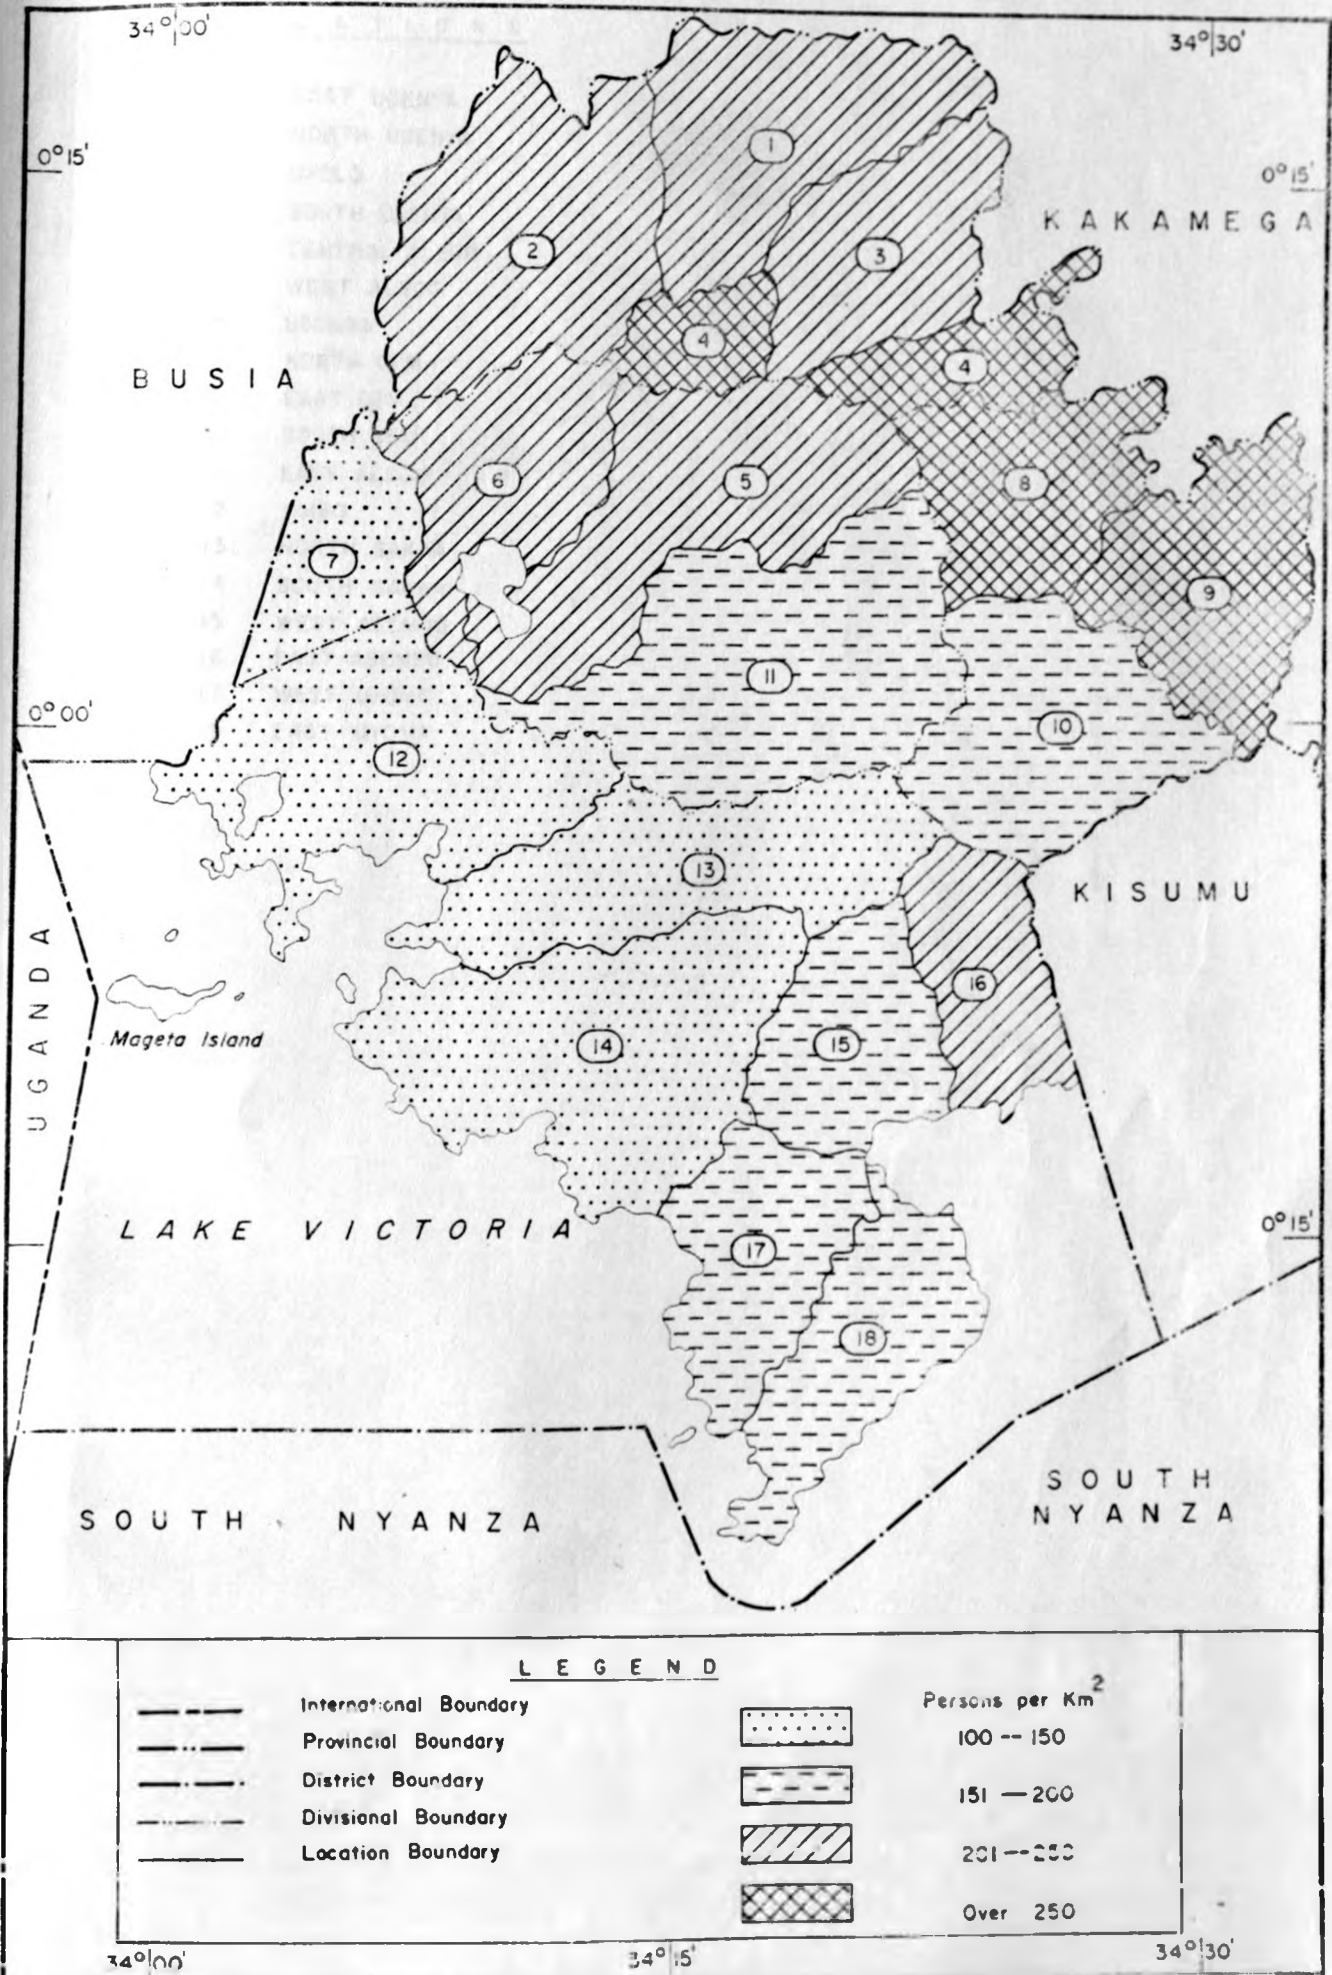 34°00'
34°30'
0°15'
0°15'
KAKAMEGA
1
2
3
4
4
BUSIA
5
6
7
8
9
10
11
0°00'
12
13
KISUMU
UGANDA
16
Mageta Island
14
15
LAKE VICTORIA
0°15'
17
18
SOUTH NYANZA
SOUTH
NYANZA
LEGEND
International Boundary
Provincial Boundary
District Boundary
Divisional Boundary
Location Boundary
Persons per Km²
100 -- 150
151 — 200
201 -- 250
Over 250
34°00'
34°15'
34°30'